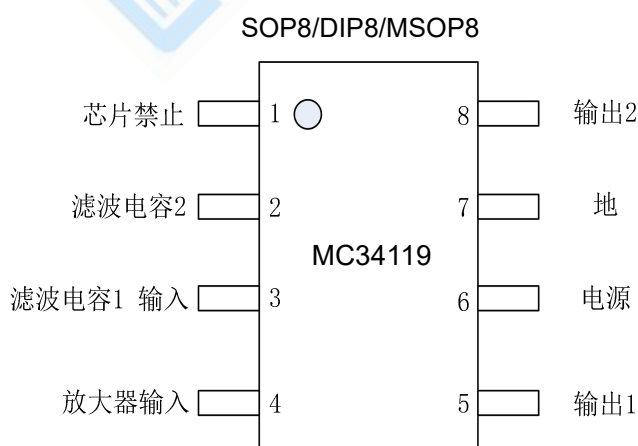 SOP8/DIP8/MSOP8
芯片禁止 1 8 输出2
滤波电容2 2 7 地
MC34119
滤波电容1 输入 3 6 电源
放大器输入 4 5 输出1